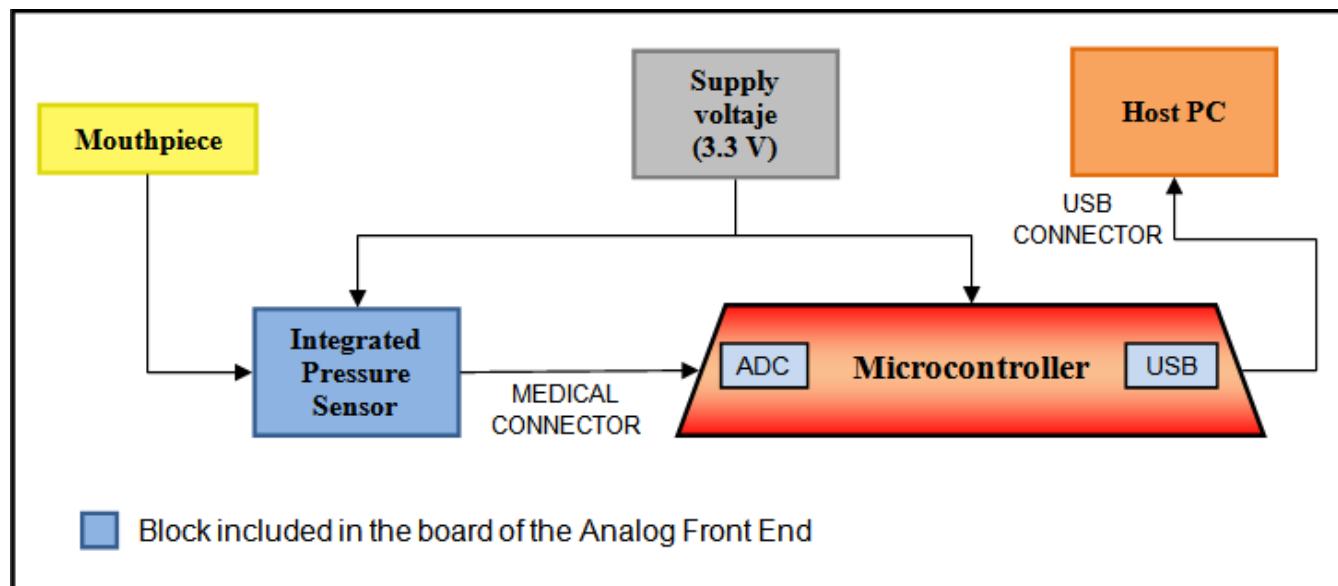 Mouthpiece
Supply
voltaje
(3.3 V)
Host PC
USB
CONNECTOR
Integrated
Pressure
Sensor
MEDICAL
CONNECTOR
ADC
Microcontroller
USB
Block included in the board of the Analog Front End